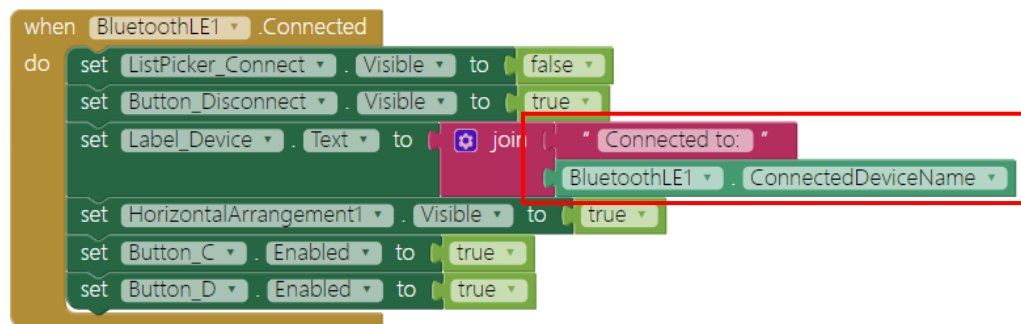 when BluetoothLE1 .Connected
do set ListPicker_Connect . Visible to false
set Button_Disconnect . Visible to true
set Label_Device . Text to join " Connected to: "
BluetoothLE1 . ConnectedDeviceName
set HorizontalArrangement1 . Visible to true
set Button_C . Enabled to true
set Button_D . Enabled to true